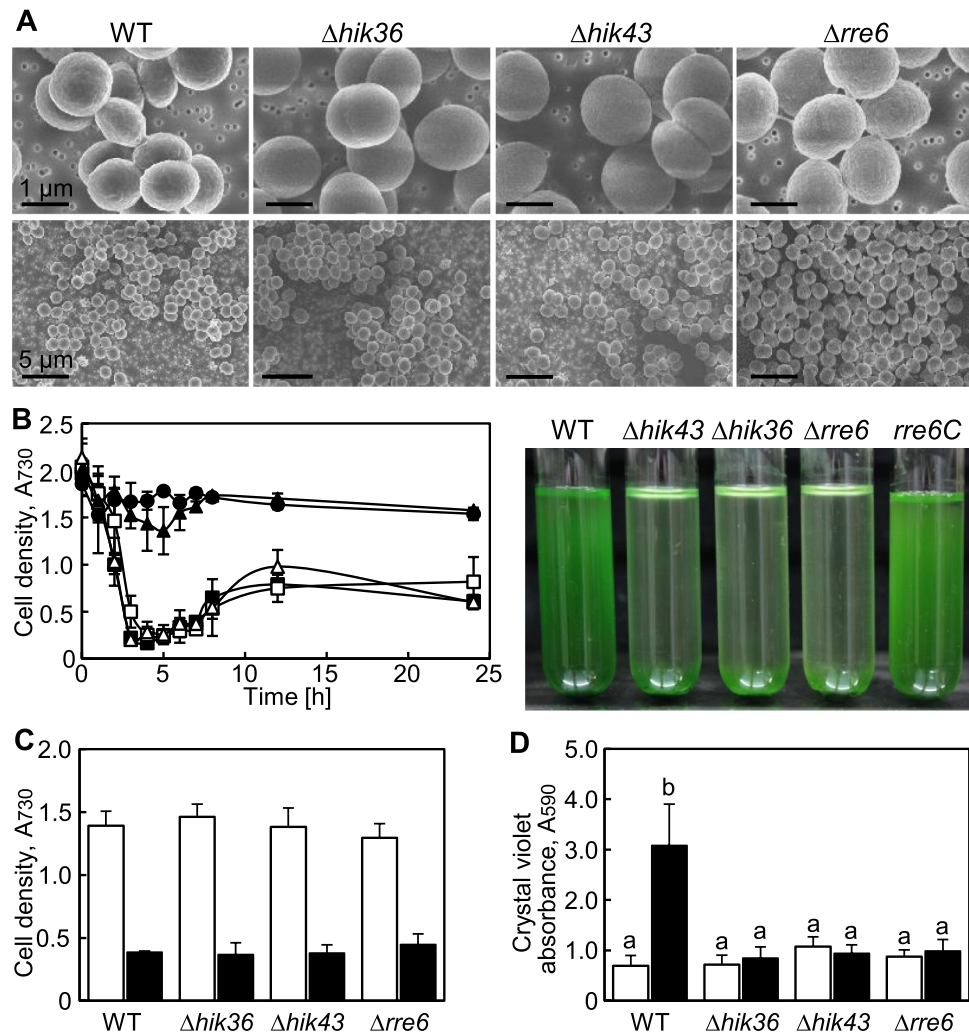 A
WT Δhik36 Δhik43 Δrre6
1 µm
5 µm
B
2.5
2.0
1.5
1.0
0.5
0
Cell density, A730
0 5 10 15 20 25
Time [h]
WT Δhik43 Δhik36 Δrre6 rre6C
C
2.0
1.5
1.0
0.5
0
Cell density, A730
WT Δhik36 Δhik43 Δrre6
D
5.0
4.0
3.0
2.0
1.0
0
Crystal violet
absorbance, A590
a b a a a a a a
WT Δhik36 Δhik43 Δrre6